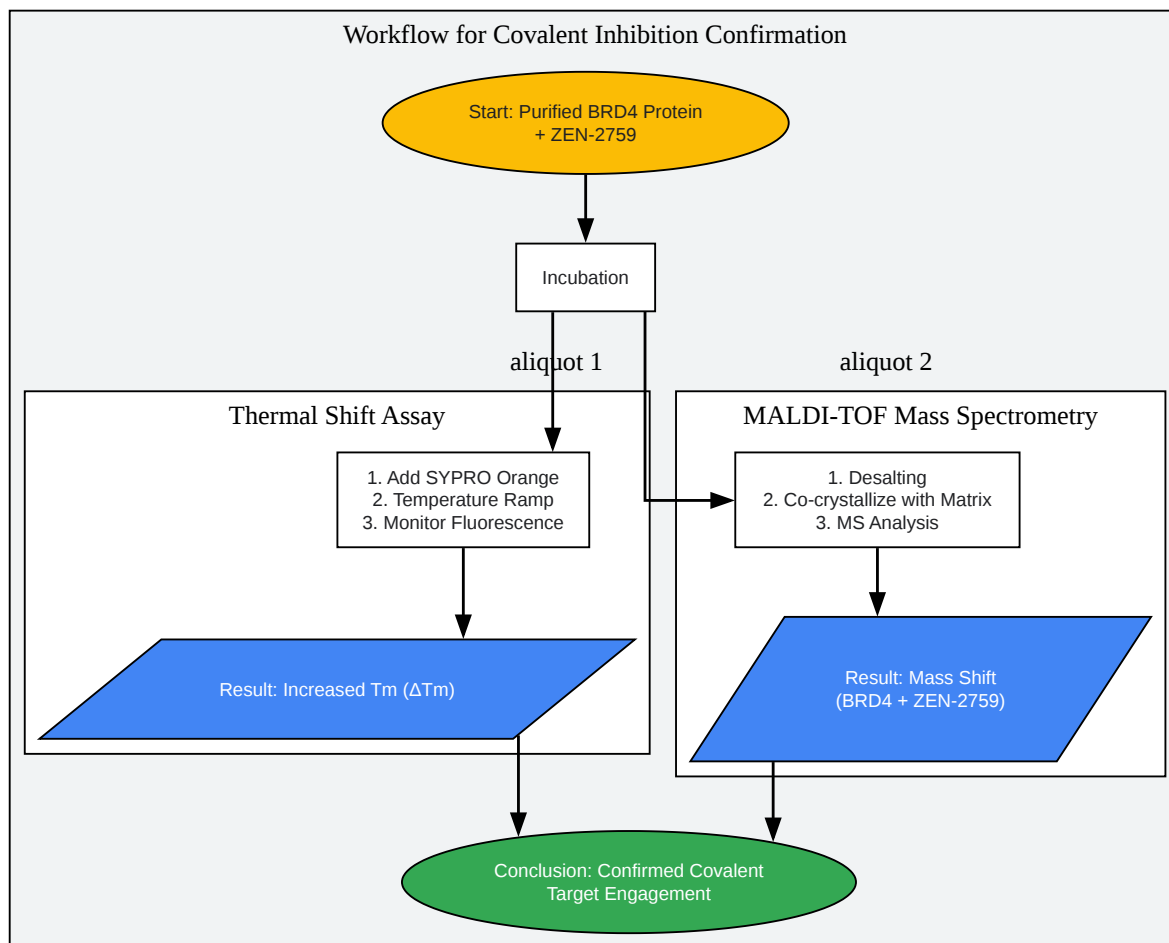 Workflow for Covalent Inhibition Confirmation
Start: Purified BRD4 Protein
+ ZEN-2759
Incubation
aliquot 1
aliquot 2
Thermal Shift Assay
1. Add SYPRO Orange
2. Temperature Ramp
3. Monitor Fluorescence
Result: Increased Tm (ΔTm)
MALDI-TOF Mass Spectrometry
1. Desalting
2. Co-crystallize with Matrix
3. MS Analysis
Result: Mass Shift
(BRD4 + ZEN-2759)
Conclusion: Confirmed Covalent
Target Engagement